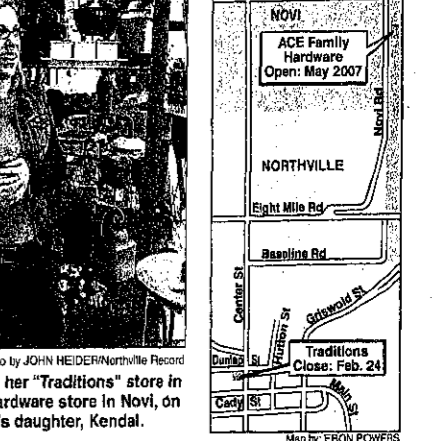 o by JOHN HEIDER/Northville Record
her "Traditions" store in
ardware store in Novi, on
's daughter, Kendal.
NOVI
ACE Family
Hardware
Open: May 2007
Novi Rd
NORTHVILLE
Eight Mile Rd
Baseline Rd
Center St
Griswold St
Hutton St
Dunlap St
Traditions
Close: Feb. 24
Main St
Cady St
Map by: EBON POWERS